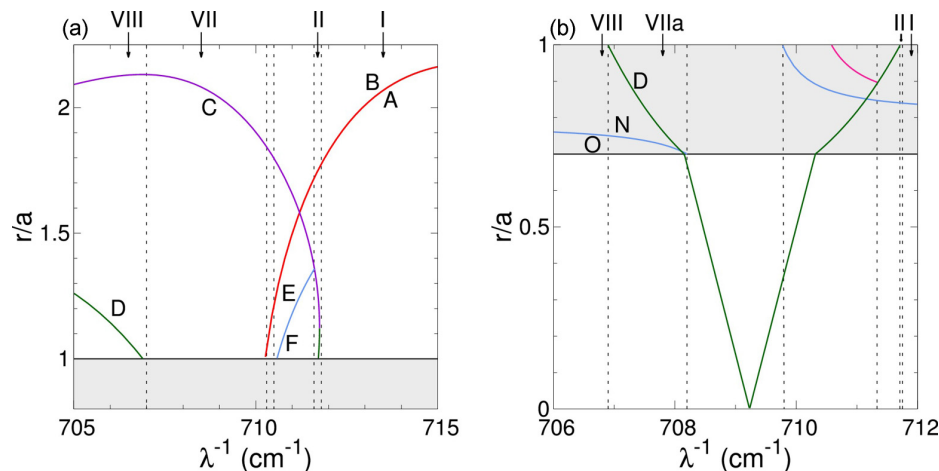 (a) VIII VII II I
r/a
2
1.5
1
B
A
C
D
E
F
705 710 715
λ⁻¹ (cm⁻¹)
(b) VIII VIIa II I
r/a
1
0.5
0
D
N
O
706 708 710 712
λ⁻¹ (cm⁻¹)